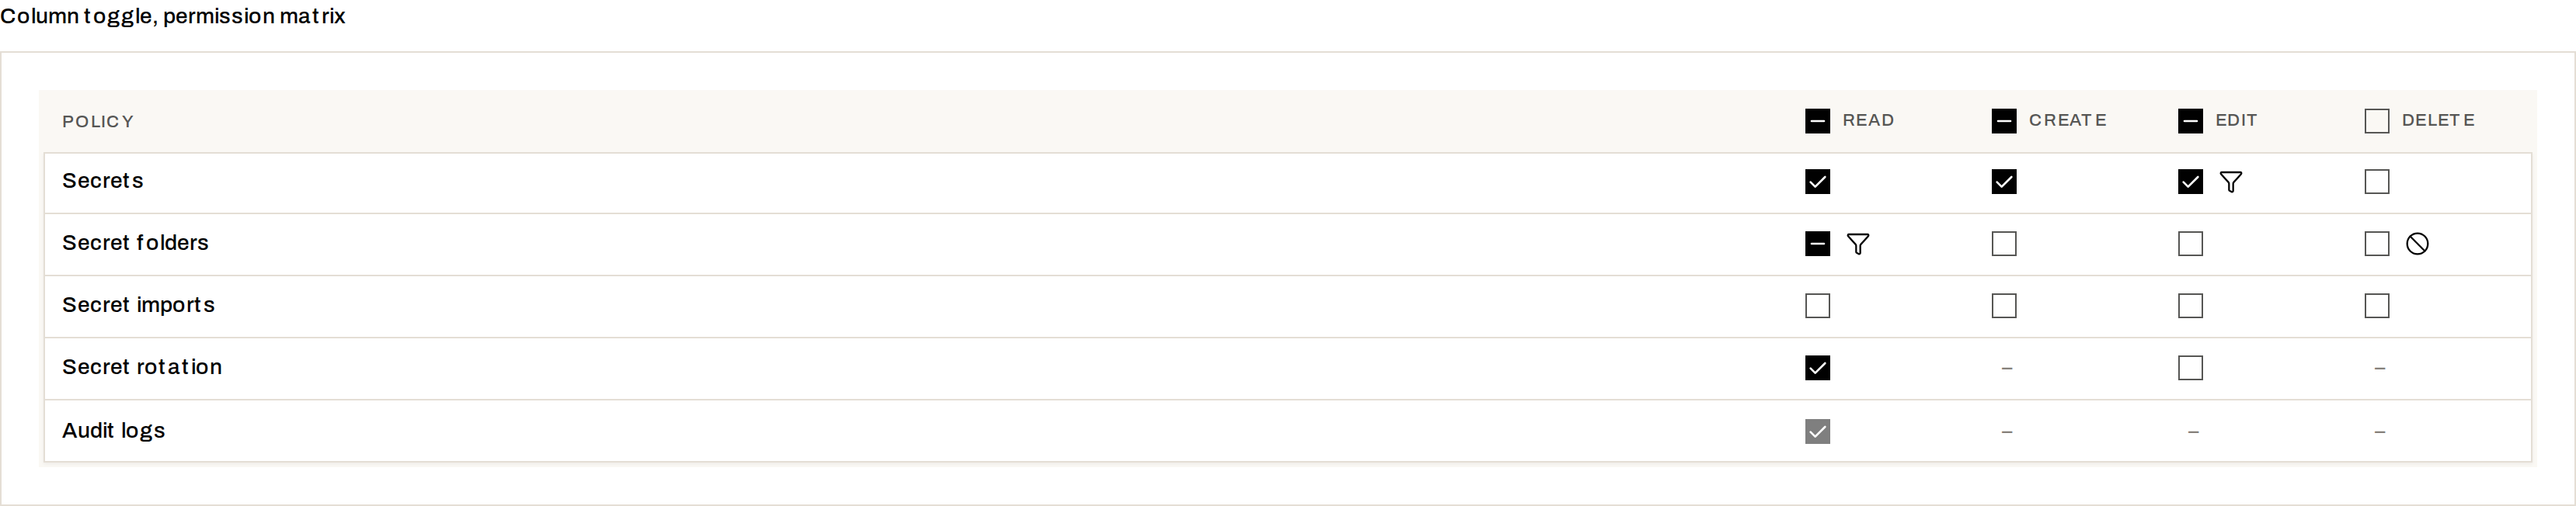 Column toggle, permission matrix
POLICY READ CREATE EDIT DELETE
Secrets
Secret folders
Secret imports
Secret rotation – –
Audit logs – – –